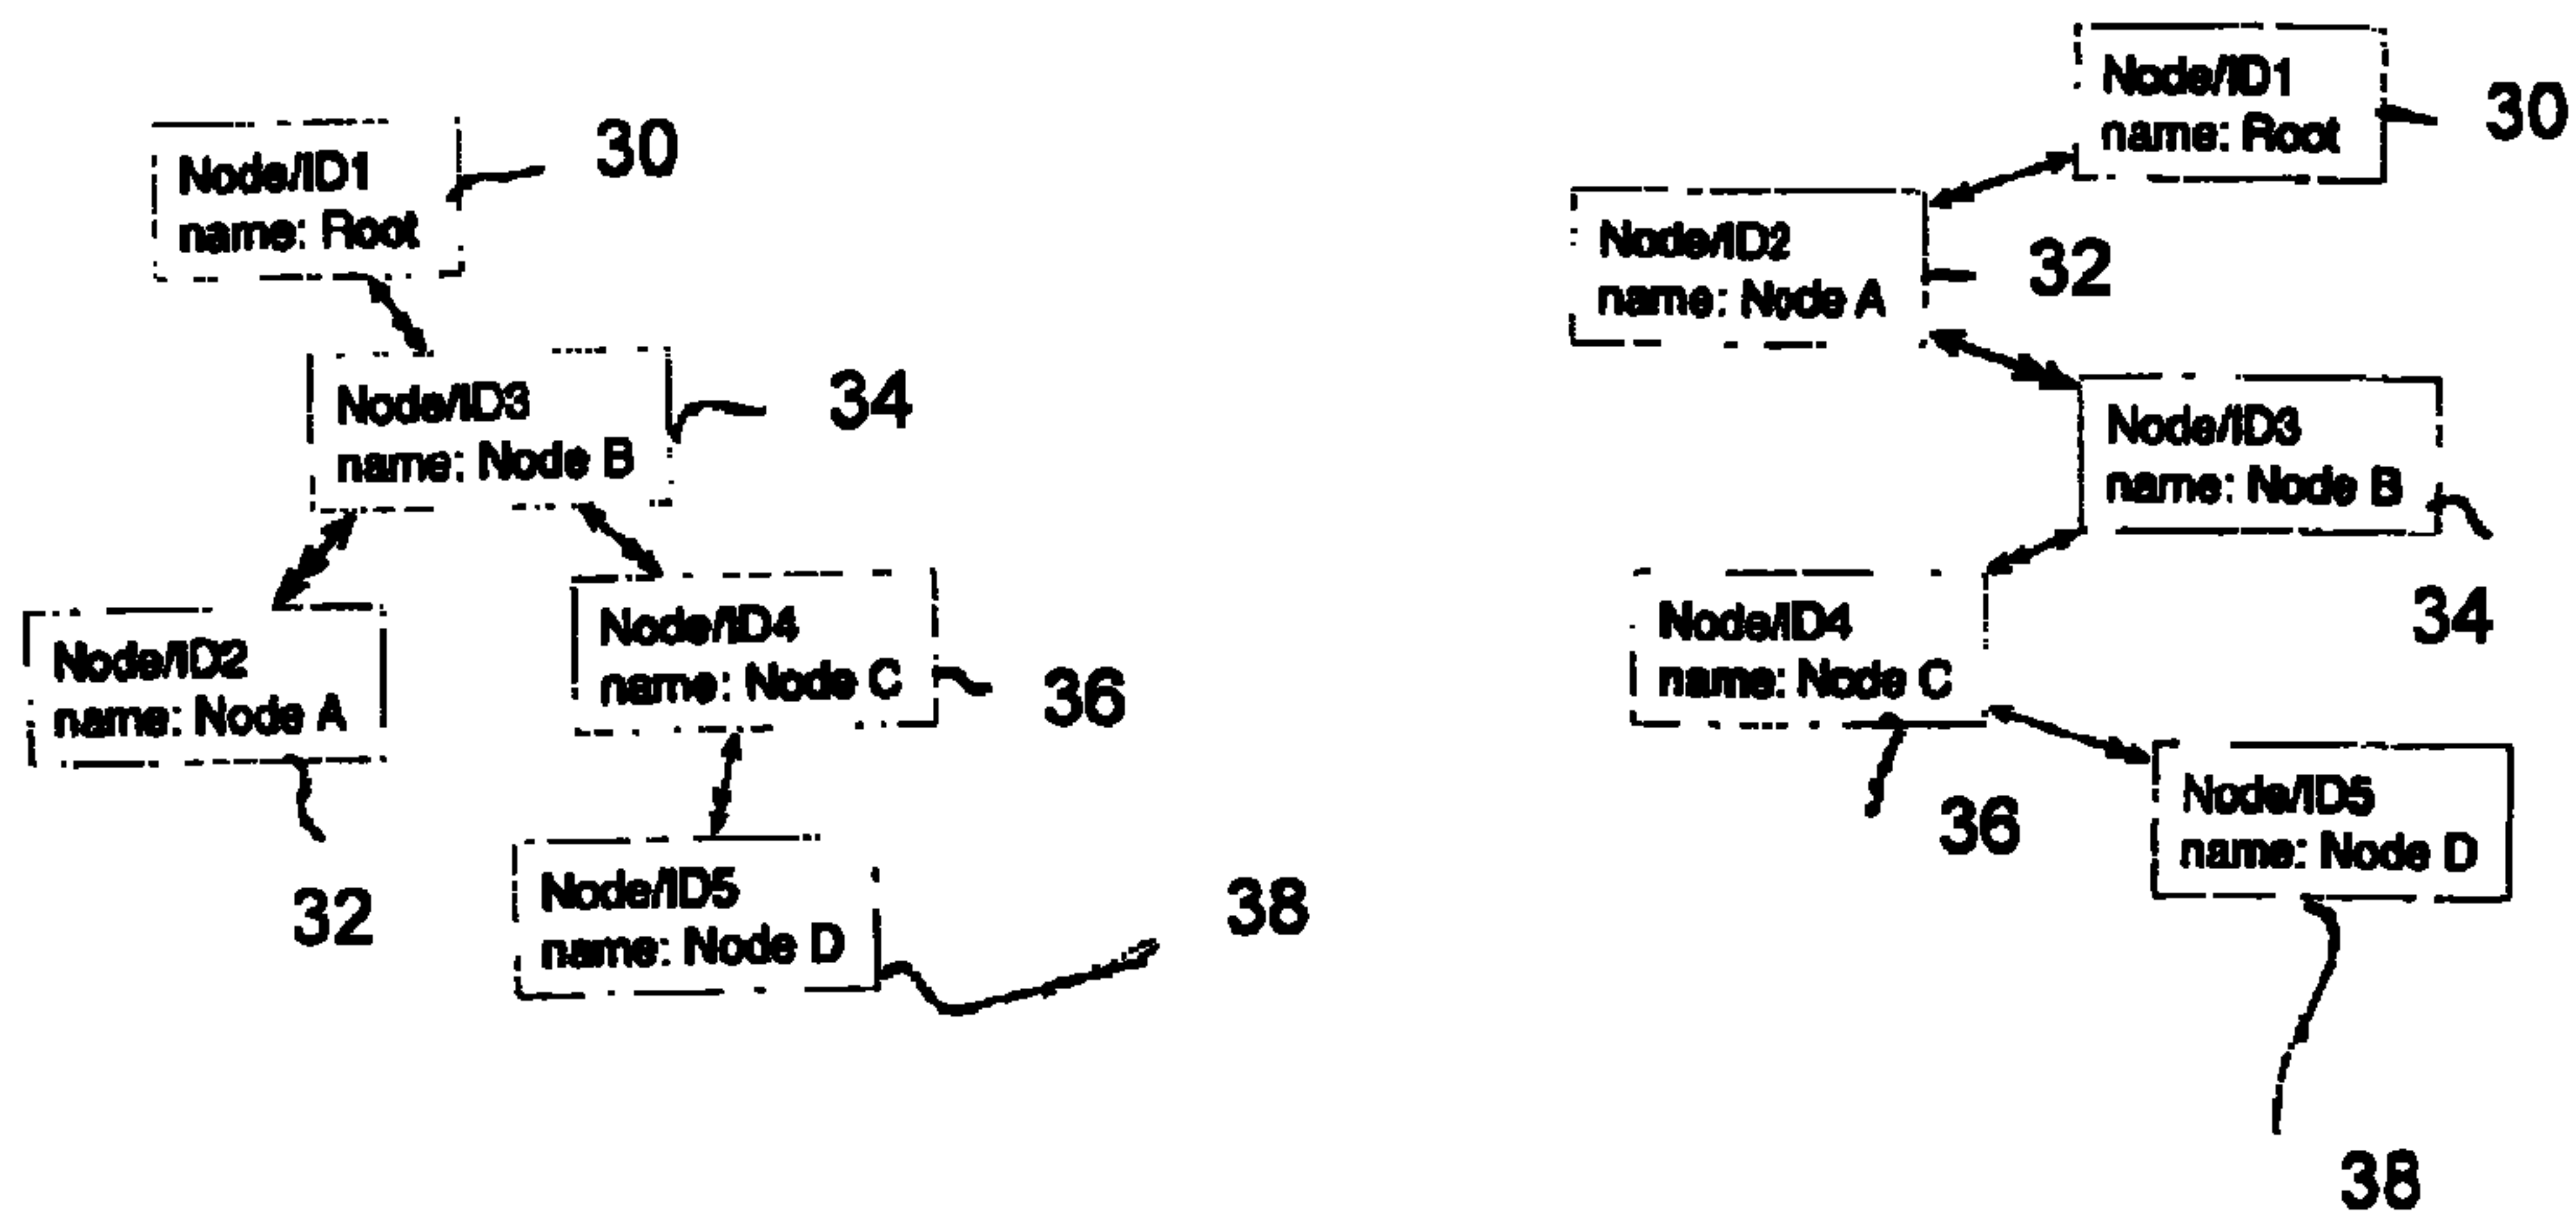 Node/ID1
name: Root
30
Node/ID3
name: Node B
34
Node/ID2
name: Node A
32
Node/ID4
name: Node C
36
Node/ID5
name: Node D
38
Node/ID1
name: Root
30
Node/ID2
name: Node A
32
Node/ID3
name: Node B
34
Node/ID4
name: Node C
36
Node/ID5
name: Node D
38